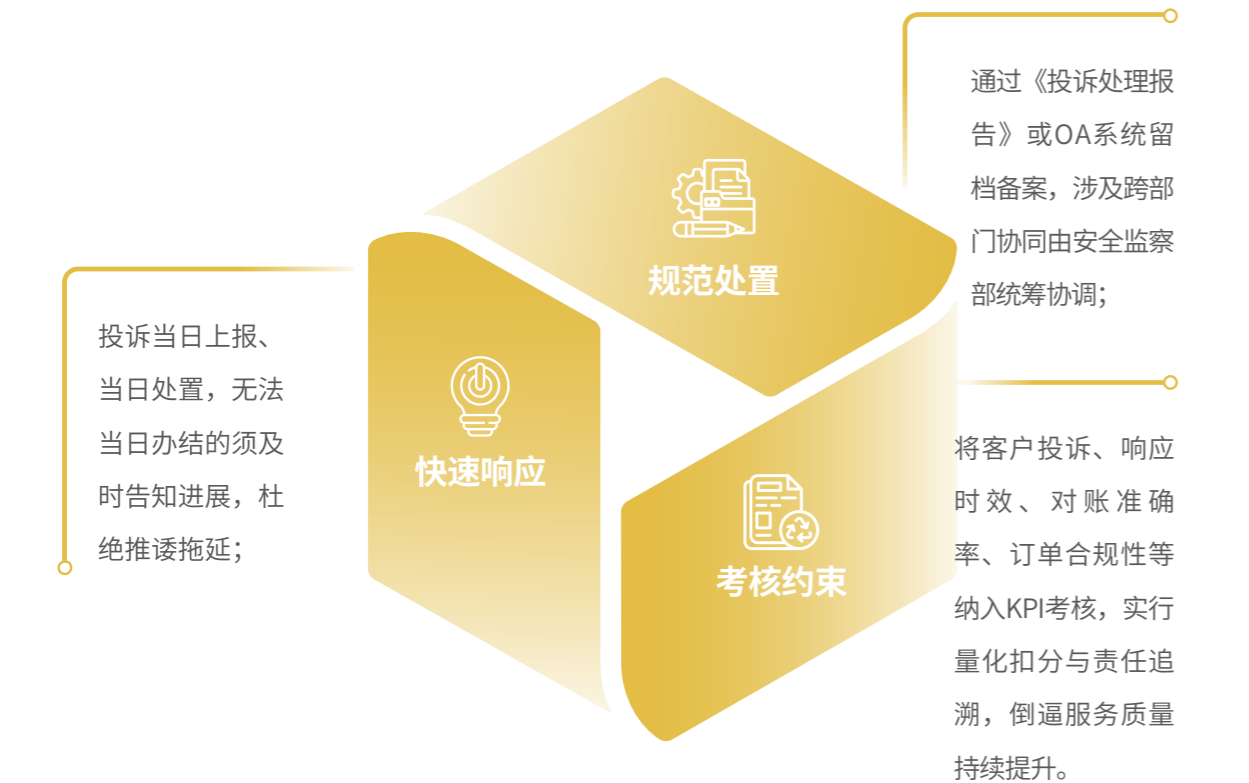 通过《投诉处理报
告》或OA系统留
档备案，涉及跨部
门协同由安全监察
部统筹协调；
规范处置
投诉当日上报、
当日处置，无法
当日办结的须及
时告知进展，杜
绝推诿拖延；
快速响应
将客户投诉、响应
时效、对账准确
率、订单合规性等
纳入KPI考核，实行
量化扣分与责任追
溯，倒逼服务质量
持续提升。
考核约束